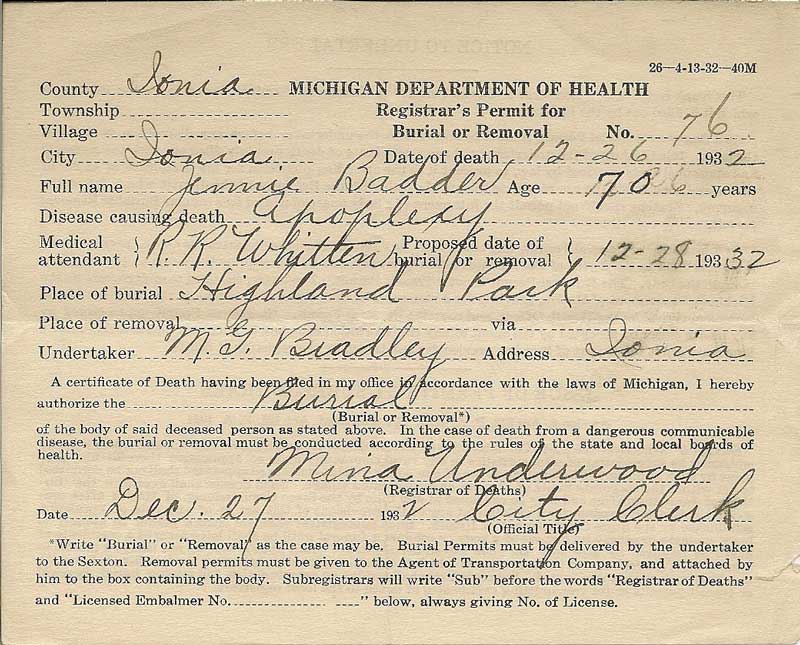 26—4-13-32—40M
County Ionia MICHIGAN DEPARTMENT OF HEALTH
Township Registrar's Permit for
Village Burial or Removal No. 76
City Ionia Date of death 12-26 1932
Full name Jennie Badder Age 70 years
Disease causing death Apoplexy
Medical attendant R.R. Whitten Proposed date of burial or removal 12-28 193 32
Place of burial Highland Park
Place of removal via
Undertaker M. G. Bradley Address Ionia
A certificate of Death having been filed in my office in accordance with the laws of Michigan, I hereby
authorize the Burial
(Burial or Removal*)
of the body of said deceased person as stated above. In the case of death from a dangerous communicable
disease, the burial or removal must be conducted according to the rules of the state and local boards of
health.
Mina Underwood
(Registrar of Deaths)
Date Dec. 27 1932 City Clerk
(Official Title)
*Write "Burial" or "Removal" as the case may be. Burial Permits must be delivered by the undertaker
to the Sexton. Removal permits must be given to the Agent of Transportation Company, and attached by
him to the box containing the body. Subregistrars will write "Sub" before the words "Registrar of Deaths"
and "Licensed Embalmer No. " below, always giving No. of License.